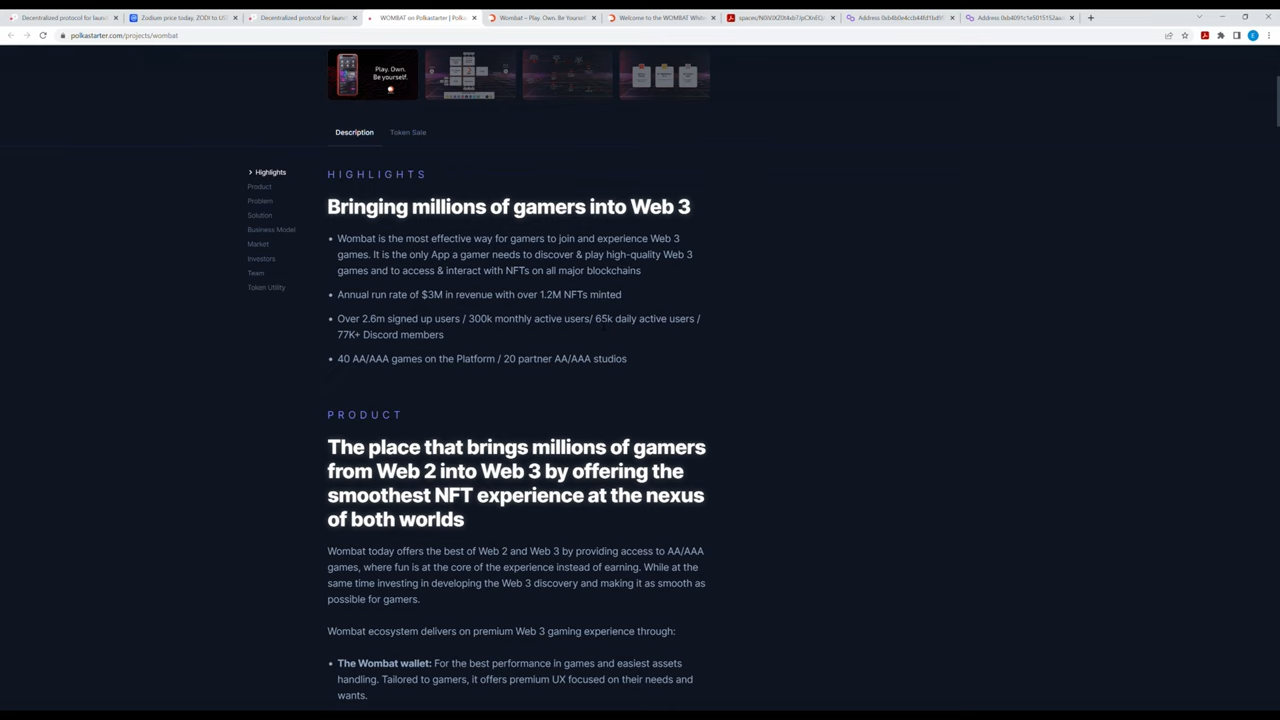 Decentralized protocol for launc
Zodium price today, ZODI to US
Decentralized protocol for launc
WOMBAT on Polkastarter | Polk
Wombat – Play. Own. Be Yourself
Welcome to the WOMBAT Whit
Address
Address
polkastarter.com/projects/wombat
Play. Own.
Be yourself.
Description
Token Sale
Highlights
Product
Problem
Solution
Business Model
Market
Investors
Team
Token Utility
HIGHLIGHTS
Bringing millions of gamers into Web 3
• Wombat is the most effective way for gamers to join and experience Web 3
games. It is the only App a gamer needs to discover & play high-quality Web 3
games and to access & interact with NFTs on all major blockchains
• Annual run rate of $3M in revenue with over 1.2M NFTs minted
• Over 2.6m signed up users / 300k monthly active users/ 65k daily active users /
77K+ Discord members
• 40 AA/AAA games on the Platform / 20 partner AA/AAA studios
PRODUCT
The place that brings millions of gamers
from Web 2 into Web 3 by offering the
smoothest NFT experience at the nexus
of both worlds
Wombat today offers the best of Web 2 and Web 3 by providing access to AA/AAA
games, where fun is at the core of the experience instead of earning. While at the
same time investing in developing the Web 3 discovery and making it as smooth as
possible for gamers.
Wombat ecosystem delivers on premium Web 3 gaming experience through:
• The Wombat wallet: For the best performance in games and easiest assets
handling. Tailored to gamers, it offers premium UX focused on their needs and
wants.